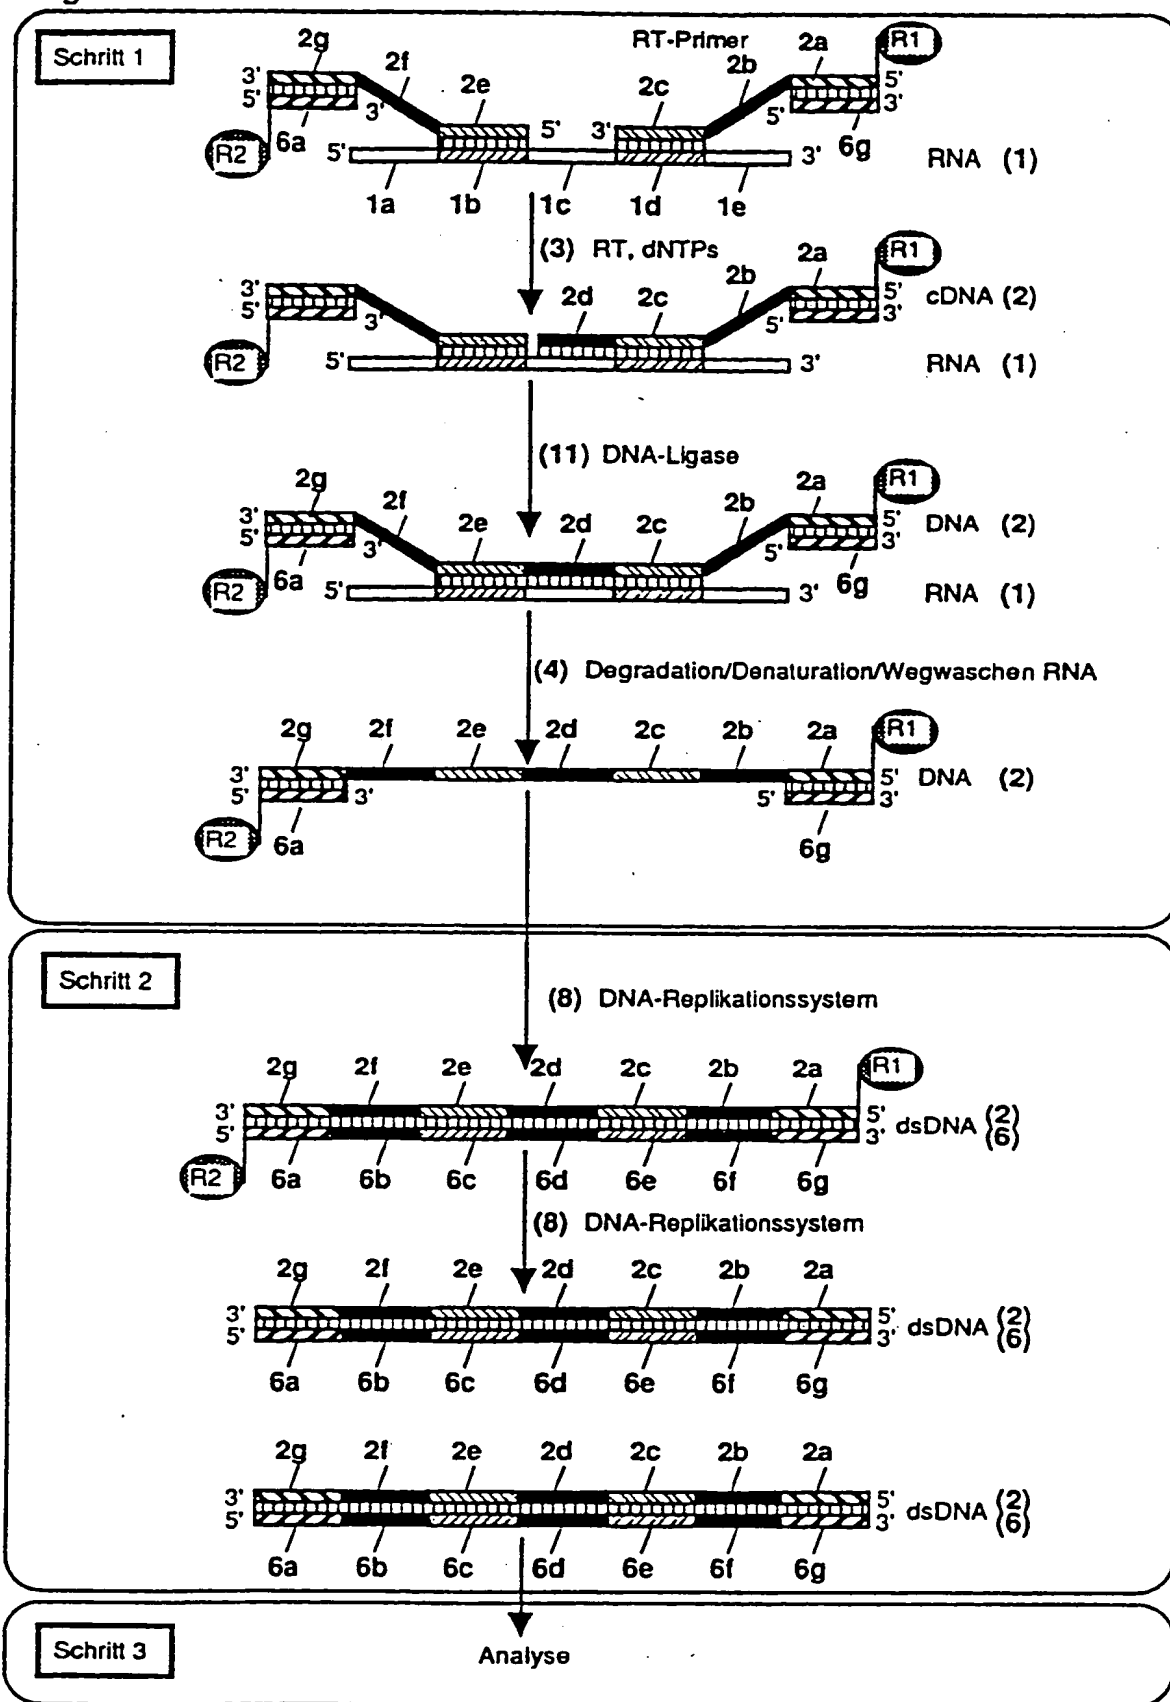 Schritt 1
2g 2f 2e RT-Primer 2c 2b 2a R1
3' 5' 3' 5' 3' 5' 5' 3'
R2 6a 5' 3' 6g RNA (1)
1a 1b 1c 1d 1e
(3) RT, dNTPs
2d 2c 2b 2a R1
3' 5' 3' 5' 5' 3' cDNA (2)
R2 5' 3' RNA (1)
(11) DNA-Ligase
2g 2f 2e 2d 2c 2b 2a R1
3' 5' 3' 5' 5' 3' DNA (2)
R2 6a 5' 3' 6g RNA (1)
(4) Degradation/Denaturation/Wegwaschen RNA
2g 2f 2e 2d 2c 2b 2a R1
3' 5' 3' 5' 5' 3' DNA (2)
R2 6a 6g
Schritt 2
(8) DNA-Replikationssystem
2g 2f 2e 2d 2c 2b 2a R1
3' 5' dsDNA (2)
5' 3' (6)
R2 6a 6b 6c 6d 6e 6f 6g
(8) DNA-Replikationssystem
2g 2f 2e 2d 2c 2b 2a
3' 5' dsDNA (2)
5' 3' (6)
6a 6b 6c 6d 6e 6f 6g
2g 2f 2e 2d 2c 2b 2a
3' 5' dsDNA (2)
5' 3' (6)
6a 6b 6c 6d 6e 6f 6g
Schritt 3
Analyse